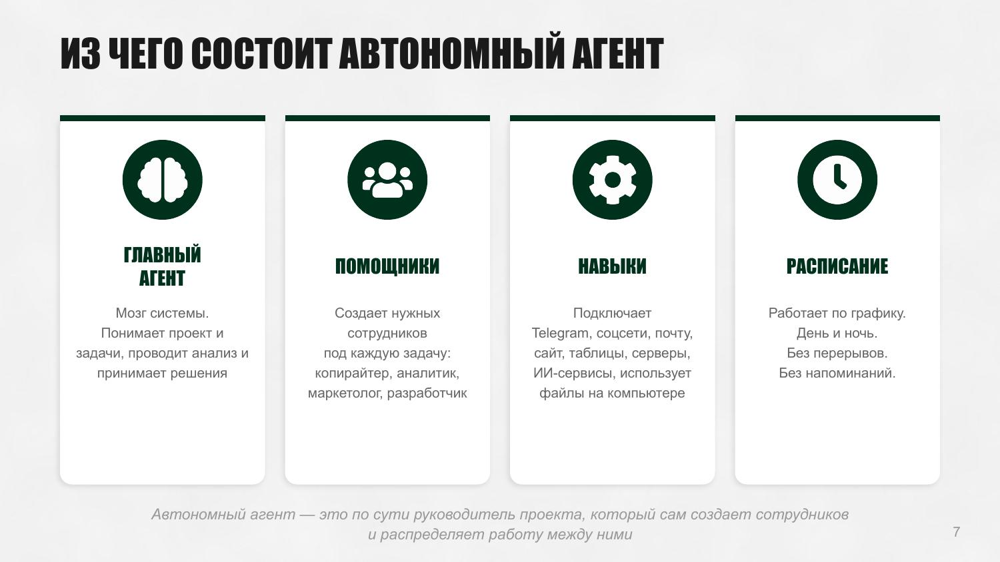 ИЗ ЧЕГО СОСТОИТ АВТОНОМНЫЙ АГЕНТ
ГЛАВНЫЙ
АГЕНТ
Мозг системы.
Понимает проект и
задачи, проводит анализ и
принимает решения
ПОМОЩНИКИ
Создает нужных
сотрудников
под каждую задачу:
копирайтер, аналитик,
маркетолог, разработчик
НАВЫКИ
Подключает
Telegram, соцсети, почту,
сайт, таблицы, серверы,
ИИ-сервисы, использует
файлы на компьютере
РАСПИСАНИЕ
Работает по графику.
День и ночь.
Без перерывов.
Без напоминаний.
Автономный агент — это по сути руководитель проекта, который сам создает сотрудников
и распределяет работу между ними
7